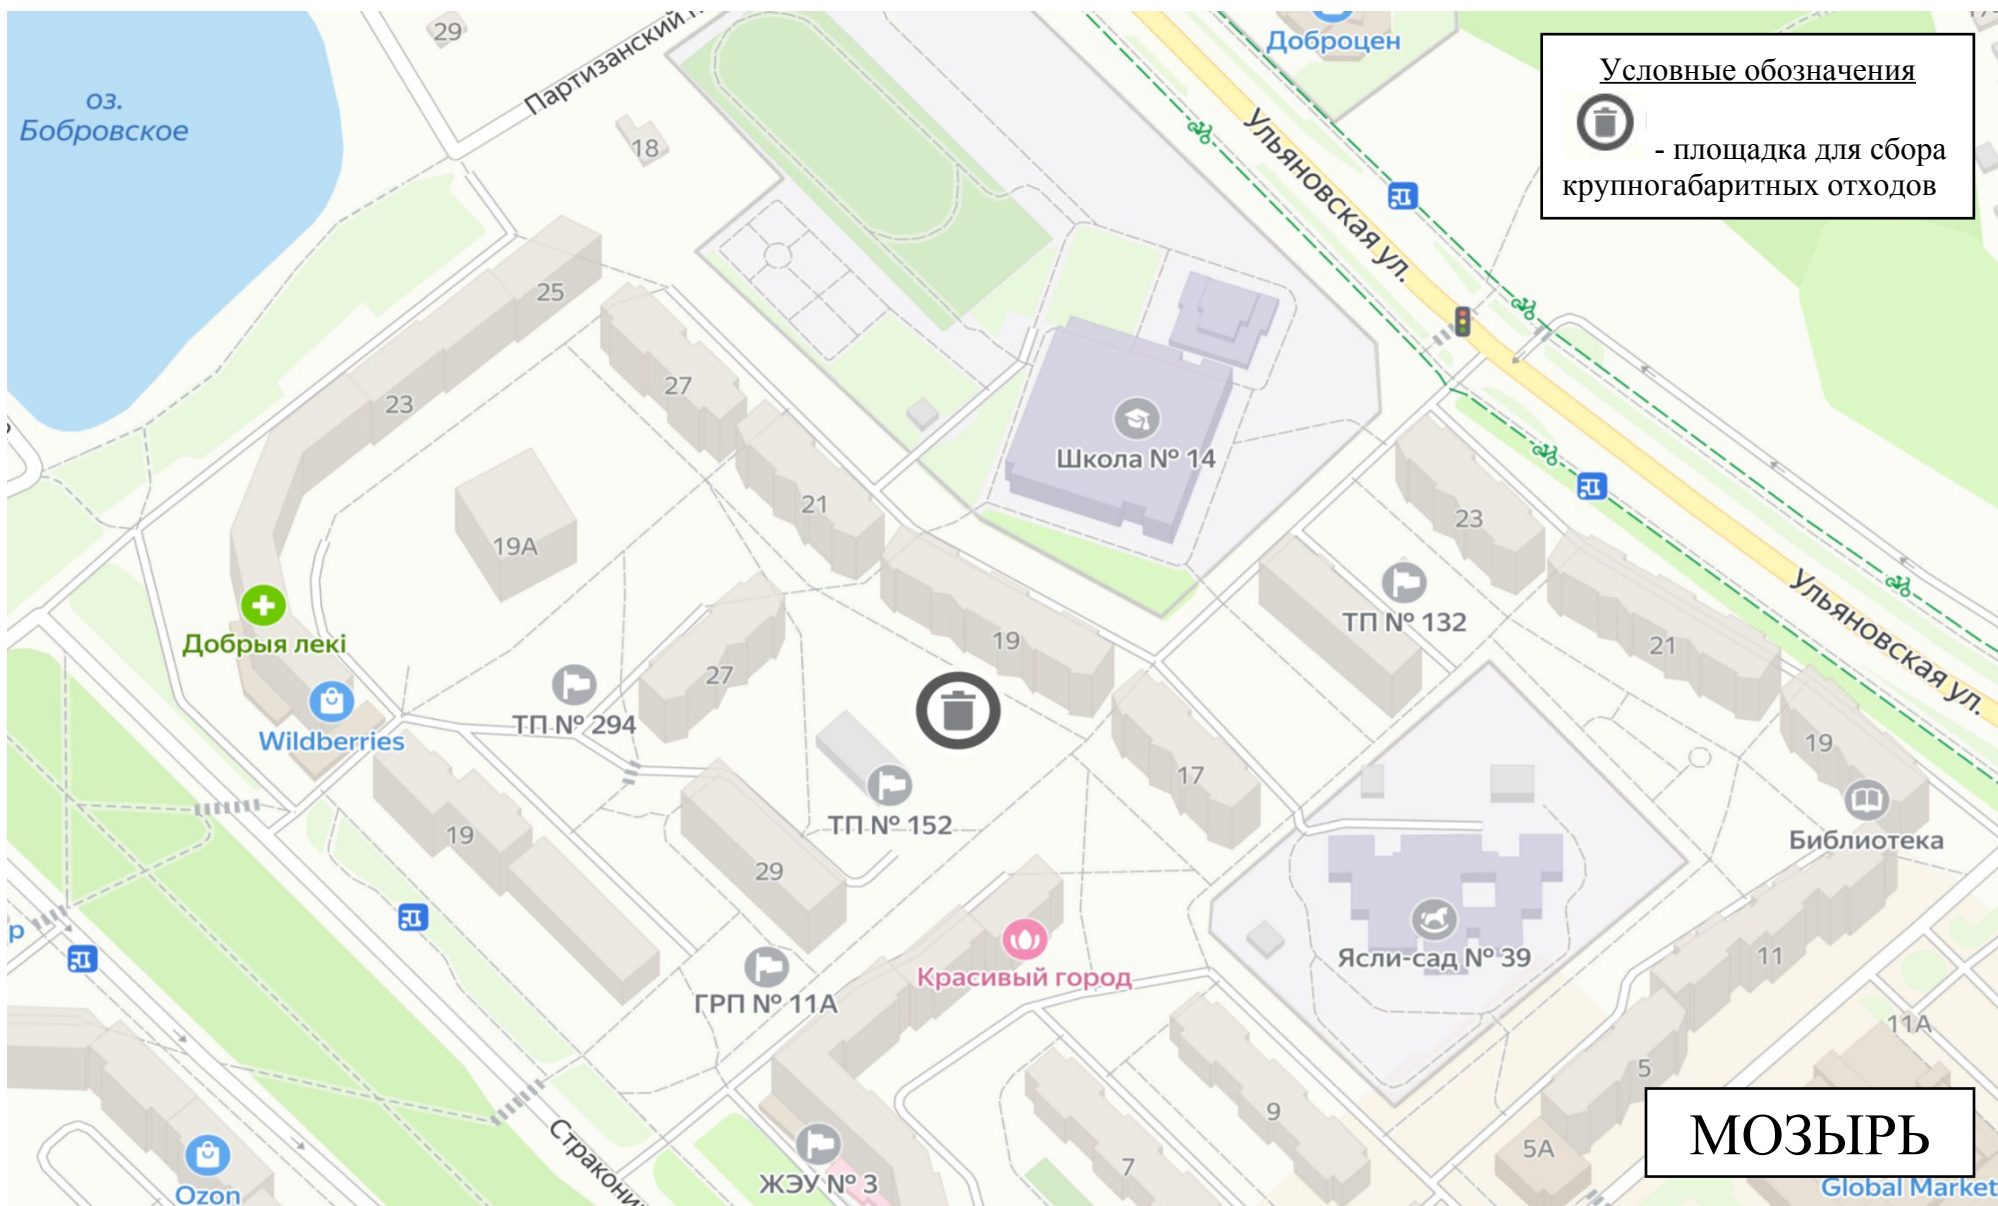 29
Партизанский
Доброцен
оз.
Бобровское
18
Условные обозначения
- площадка для сбора
крупногабаритных отходов
Ульяновская ул.
25
27
23
Школа № 14
21
19А
23
ТП № 132
Добрыя лекі
19
21
Ульяновская ул.
27
ТП № 294
Wildberries
19
17
ТП № 152
19
Библиотека
29
Красивый город
Ясли-сад № 39
11
ГРП № 11А
11А
5
9
МОЗЫРЬ
Ozon
ЖЭУ № 3
7
5А
Global Market